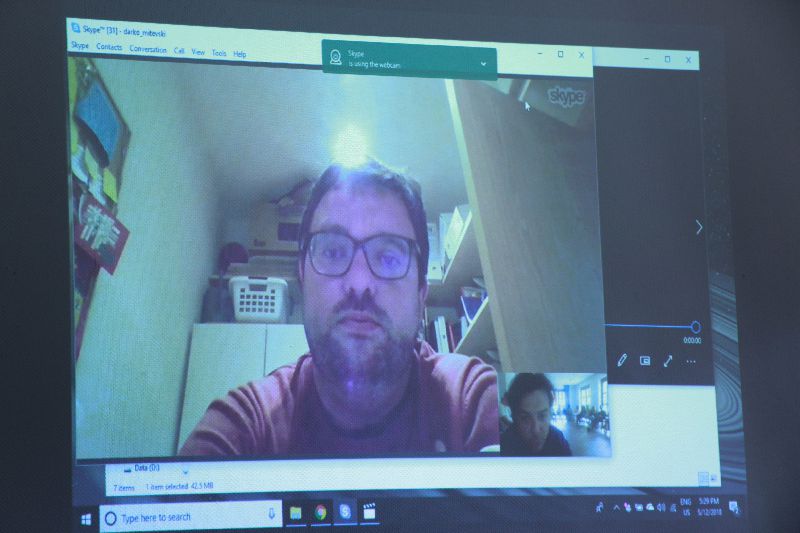 Skype™ [31] - darko_mitevski
Skype Contacts Conversation Call View Tools Help
Skype
is using the webcam
skype
0:00:00
Data (D:)
7 items 1 item selected 42,5 MB
Type here to search
ENG
US
5:29 PM
5/12/2018